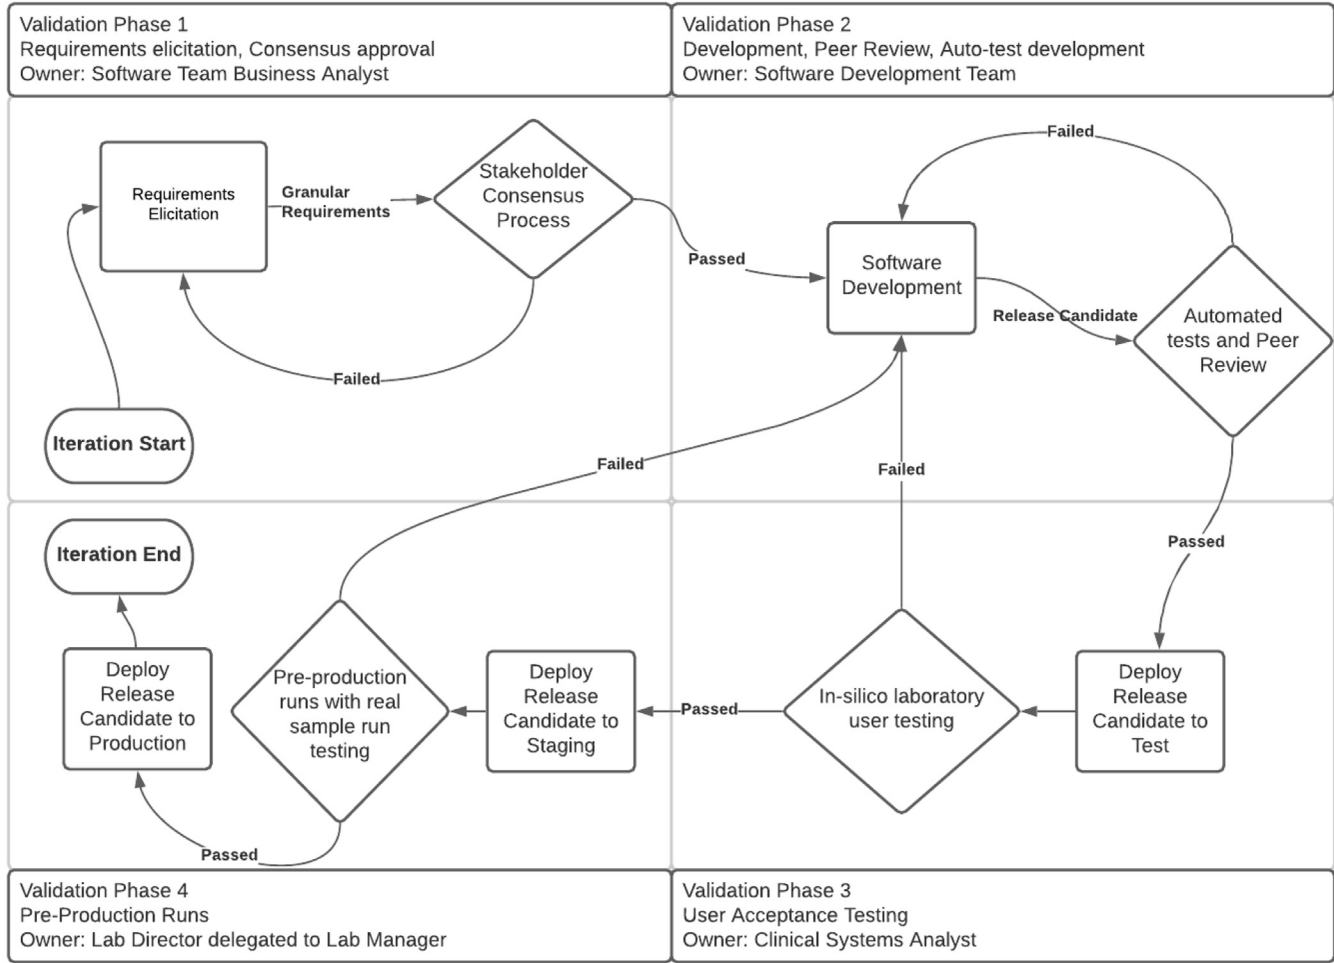 Validation Phase 1
Requirements elicitation, Consensus approval
Owner: Software Team Business Analyst
Validation Phase 2
Development, Peer Review, Auto-test development
Owner: Software Development Team
Requirements
Elicitation
Granular
Requirements
Stakeholder
Consensus
Process
Passed
Failed
Iteration Start
Failed
Software
Development
Release Candidate
Automated
tests and Peer
Review
Failed
Failed
Passed
Iteration End
Deploy
Release
Candidate to
Production
Pre-production
runs with real
sample run
testing
Deploy
Release
Candidate to
Staging
Passed
In-silico laboratory
user testing
Deploy
Release
Candidate to
Test
Passed
Validation Phase 4
Pre-Production Runs
Owner: Lab Director delegated to Lab Manager
Validation Phase 3
User Acceptance Testing
Owner: Clinical Systems Analyst